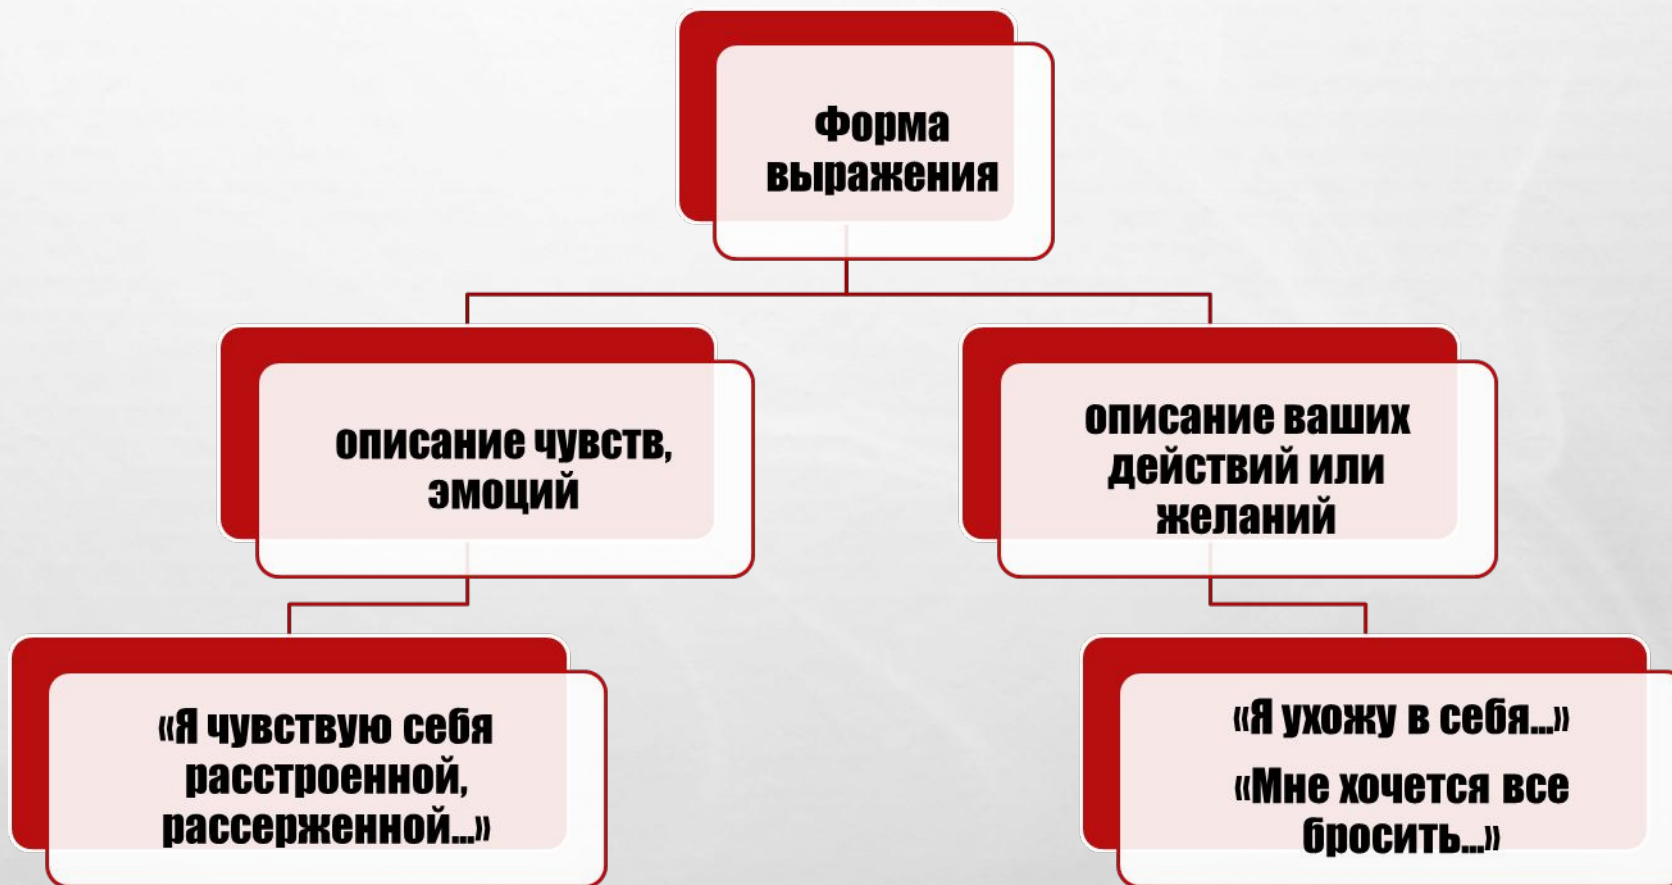 Форма
выражения
описание чувств,
эмоций
описание ваших
действий или
желаний
«Я чувствую себя
расстроенной,
рассерженной...»
«Я ухожу в себя...»
«Мне хочется все
бросить...»